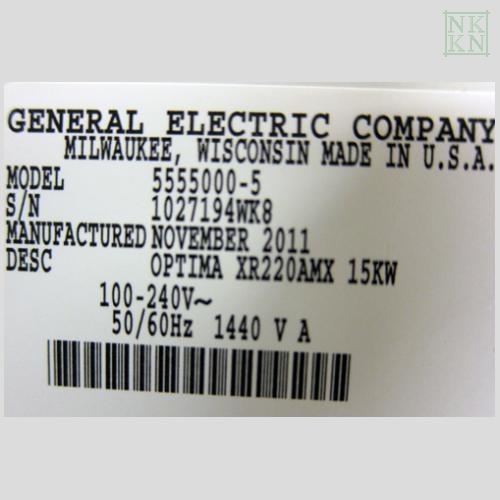 NK
KN
GENERAL ELECTRIC COMPANY
MILWAUKEE, WISCONSIN MADE IN U.S.A.
MODEL 5555000-5
S/N 1027194WK8
MANUFACTURED NOVEMBER 2011
DESC OPTIMA XR220AMX 15KW
100-240V~
50/60Hz 1440 V A